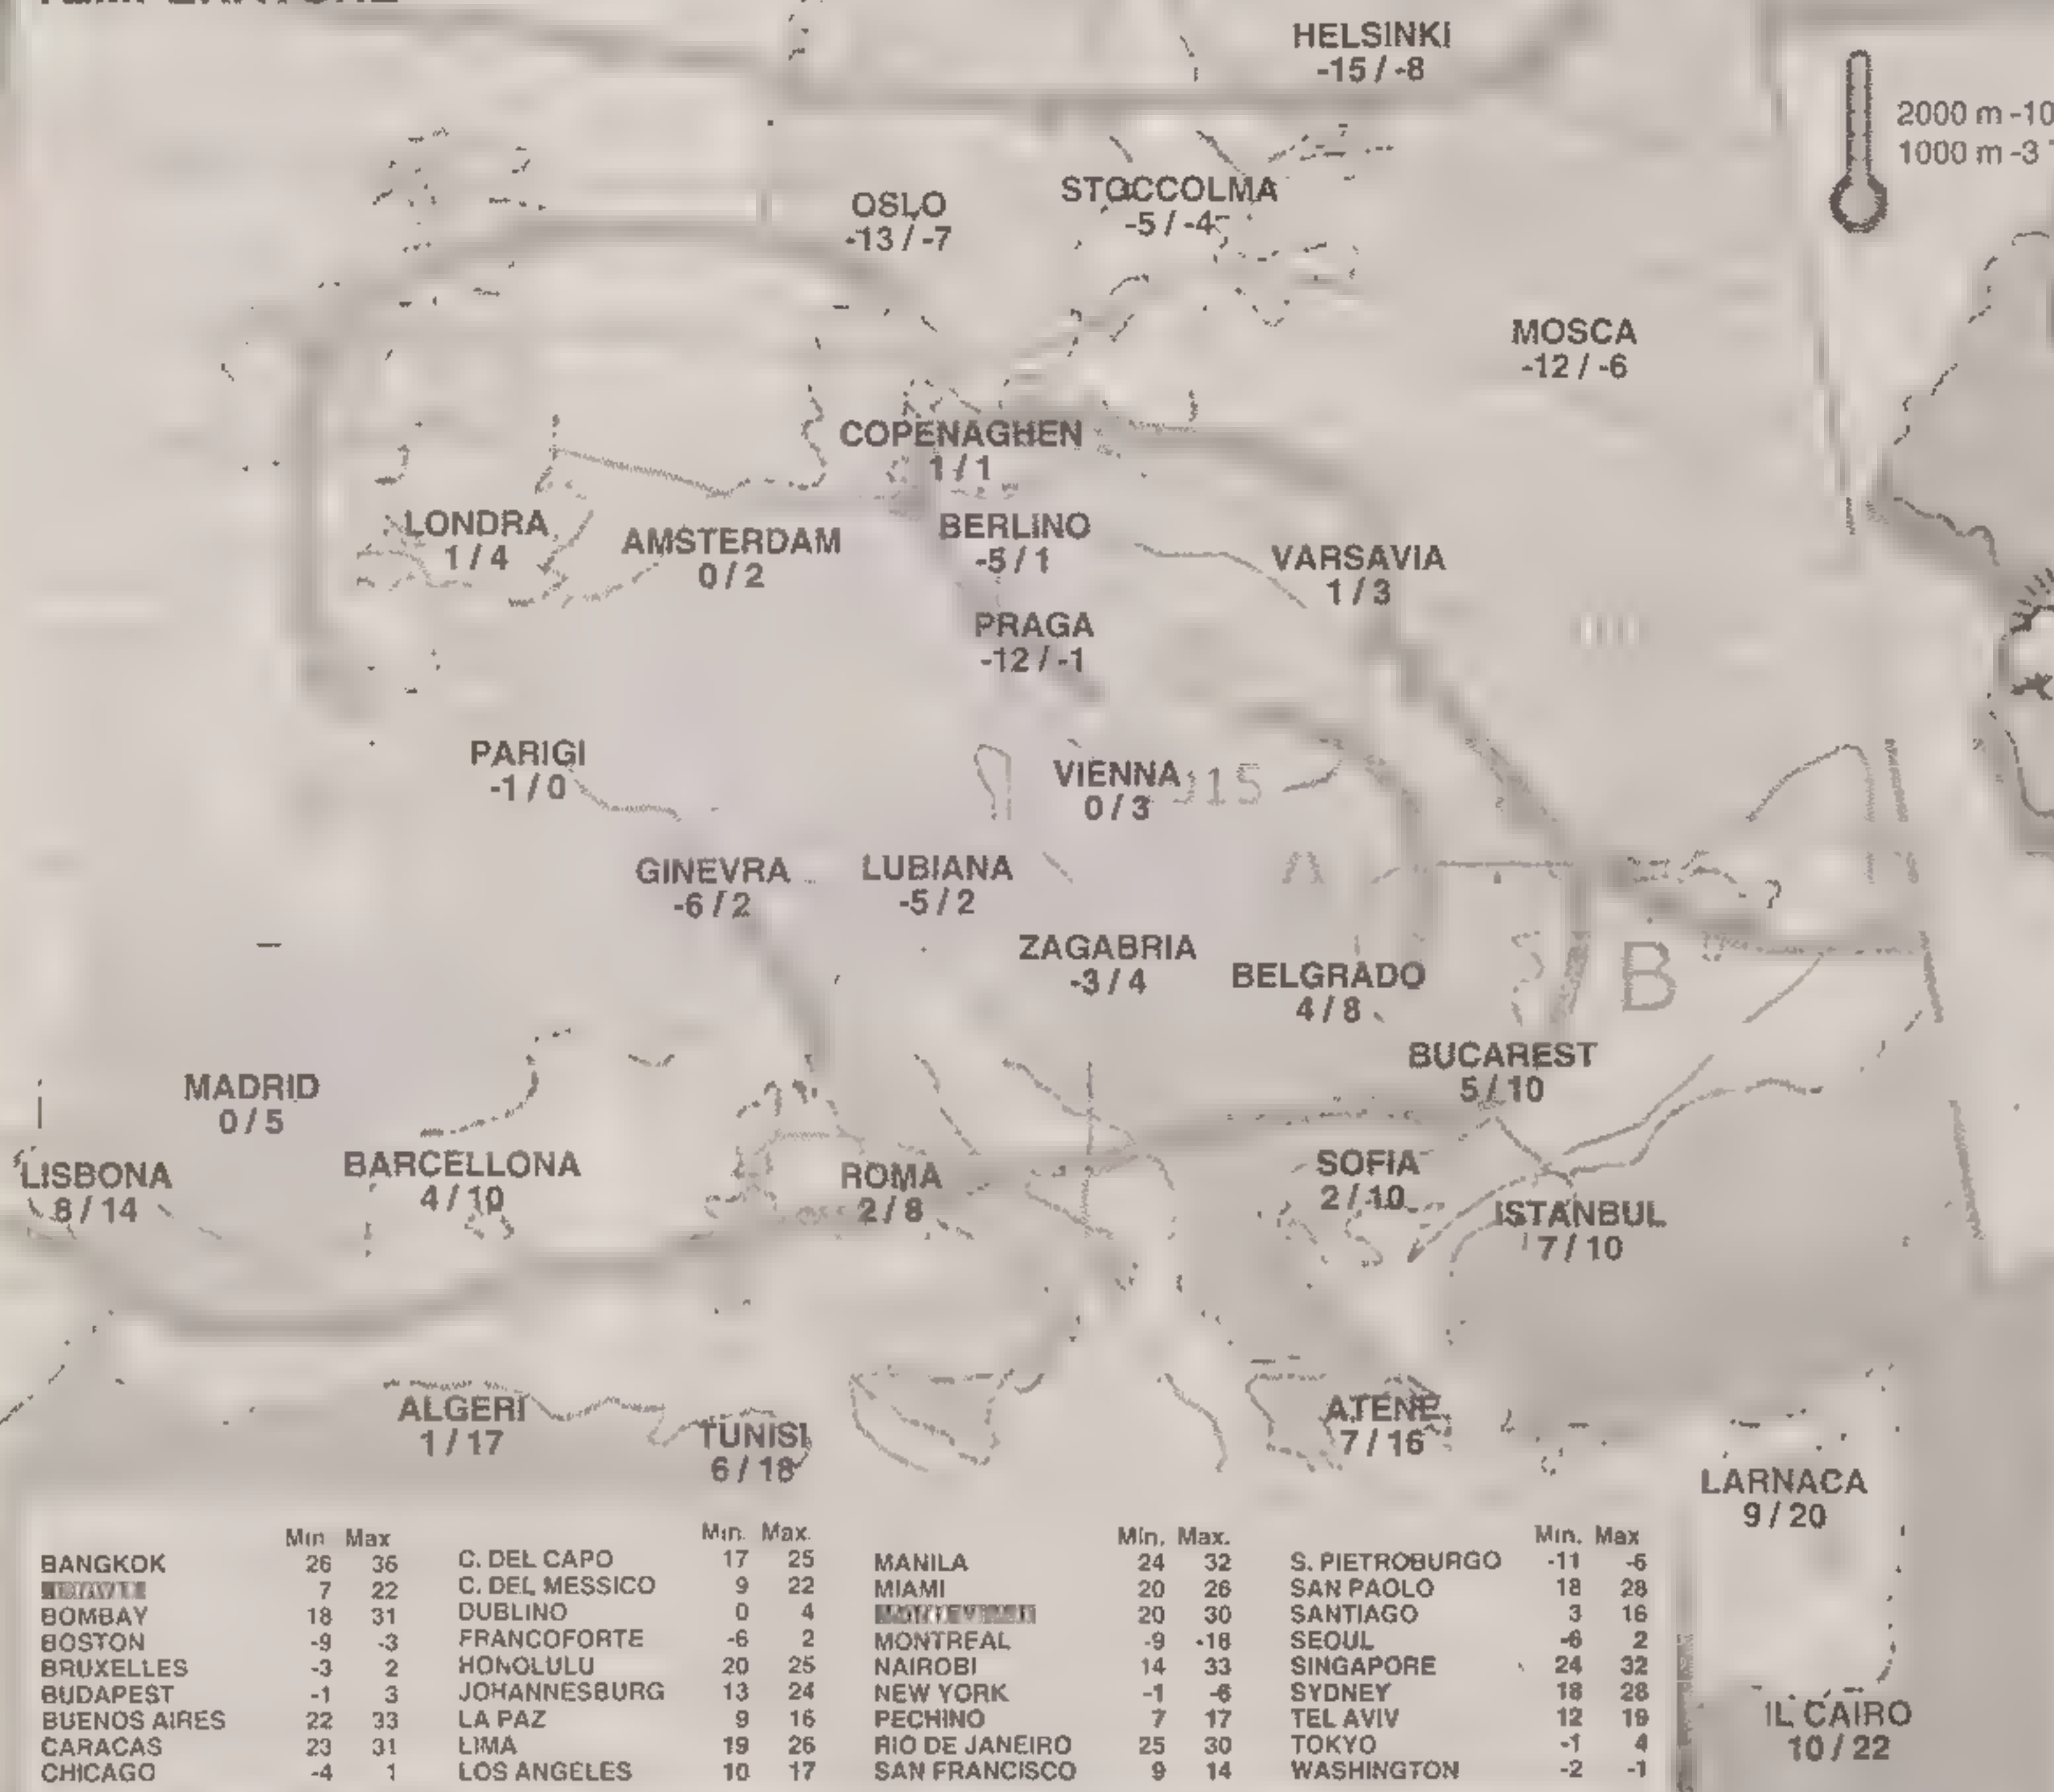 HELSINKI
-15 / -8
2000 m -10
1000 m -3
OSLO
-13 / -7
STOCCOLMA
-5 / -4
MOSCA
-12 / -6
COPENAGHEN
1 / 1
LONDRA
1 / 4
AMSTERDAM
0 / 2
BERLINO
-5 / 1
VARSAVIA
1 / 3
PRAGA
-12 / -1
PARIGI
-1 / 0
VIENNA
0 / 3
15
GINEVRA
-6 / 2
LUBIANA
-5 / 2
ZAGABRIA
-3 / 4
BELGRADO
4 / 8
B
BUCAREST
5 / 10
MADRID
0 / 5
LISBONA
8 / 14
BARCELLONA
4 / 10
ROMA
2 / 8
SOFIA
2 / 10
ISTANBUL
7 / 10
ALGERI
1 / 17
TUNISI
6 / 18
ATENE
7 / 16
LARNACA
9 / 20
IL CAIRO
10 / 22
Min Max
BANGKOK 26 36
7 22
BOMBAY 18 31
BOSTON -9 -3
BRUXELLES -3 2
BUDAPEST -1 3
BUENOS AIRES 22 33
CARACAS 23 31
CHICAGO -4 1
Min. Max.
C. DEL CAPO 17 25
C. DEL MESSICO 9 22
DUBLINO 0 4
FRANCOFORTE -6 2
HONOLULU 20 25
JOHANNESBURG 13 24
LA PAZ 9 16
LIMA 19 26
LOS ANGELES 10 17
Min. Max.
MANILA 24 32
MIAMI 20 26
20 30
MONTREAL -9 -18
NAIROBI 14 33
NEW YORK -1 -6
PECHINO 7 17
RIO DE JANEIRO 25 30
SAN FRANCISCO 9 14
Min. Max
S. PIETROBURGO -11 -6
SAN PAOLO 18 28
SANTIAGO 3 16
SEOUL -6 2
SINGAPORE 24 32
SYDNEY 18 28
TEL AVIV 12 19
TOKYO -1 4
WASHINGTON -2 -1